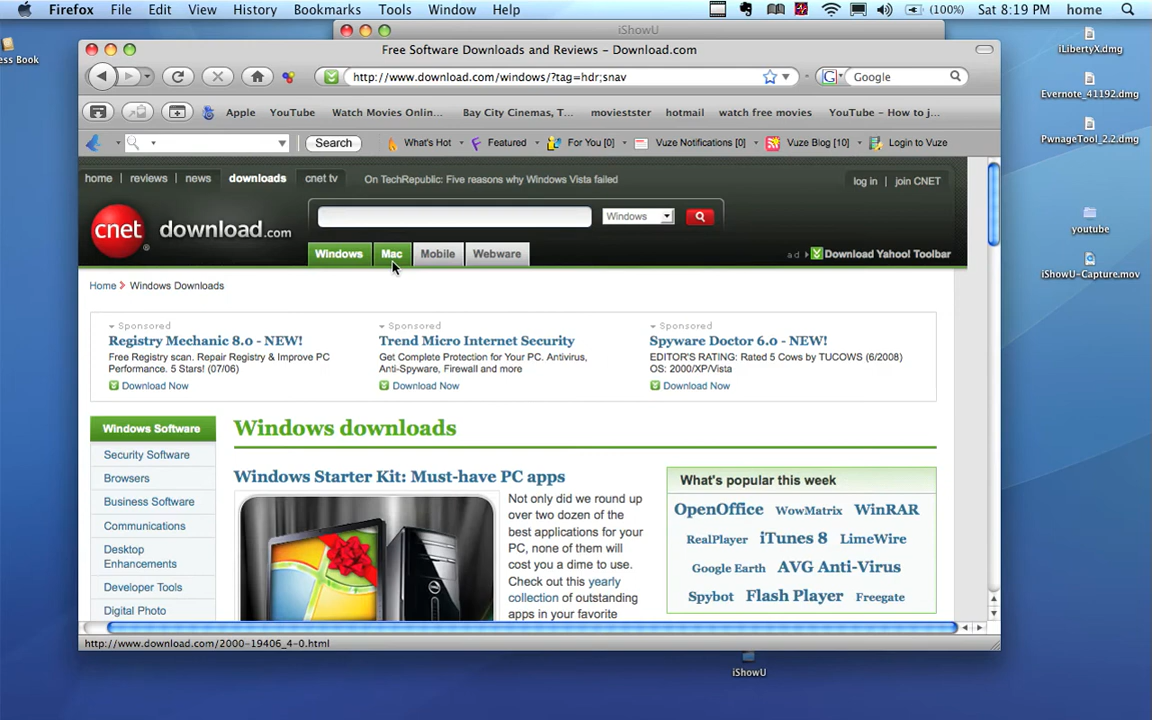 Firefox File Edit View History Bookmarks Tools Window Help (100%) Sat 8:19 PM home
iShowU
Free Software Downloads and Reviews – Download.com
http://www.download.com/windows/?tag=hdr;snav
Google
Apple YouTube Watch Movies Onlin... Bay City Cinemas, T... moviestster hotmail watch free movies YouTube – How to j...
Search What's Hot Featured For You [0] Vuze Notifications [0] Vuze Blog [10] Login to Vuze
home reviews news downloads cnet tv On TechRepublic: Five reasons why Windows Vista failed log in | join CNET
cnet download.com
Windows
Windows Mac Mobile Webware
ad Download Yahoo! Toolbar
Home > Windows Downloads
Sponsored
Registry Mechanic 8.0 - NEW!
Free Registry scan. Repair Registry & Improve PC
Performance. 5 Stars! (07/06)
Download Now
Sponsored
Trend Micro Internet Security
Get Complete Protection for Your PC. Antivirus,
Anti-Spyware, Firewall and more
Download Now
Sponsored
Spyware Doctor 6.0 - NEW!
EDITOR'S RATING: Rated 5 Cows by TUCOWS (6/2008)
OS: 2000/XP/Vista
Download Now
Windows Software
Security Software
Browsers
Business Software
Communications
Desktop
Enhancements
Developer Tools
Digital Photo
Windows downloads
Windows Starter Kit: Must-have PC apps
Not only did we round up
over two dozen of the
best applications for your
PC, none of them will
cost you a dime to use.
Check out this yearly
collection of outstanding
apps in your favorite
What's popular this week
OpenOffice WowMatrix WinRAR
RealPlayer iTunes 8 LimeWire
Google Earth AVG Anti-Virus
Spybot Flash Player Freegate
http://www.download.com/2000-19406_4-0.html
ess Book
iLibertyX.dmg
Evernote_41192.dmg
PwnageTool_2.2.dmg
youtube
iShowU-Capture.mov
iShowU